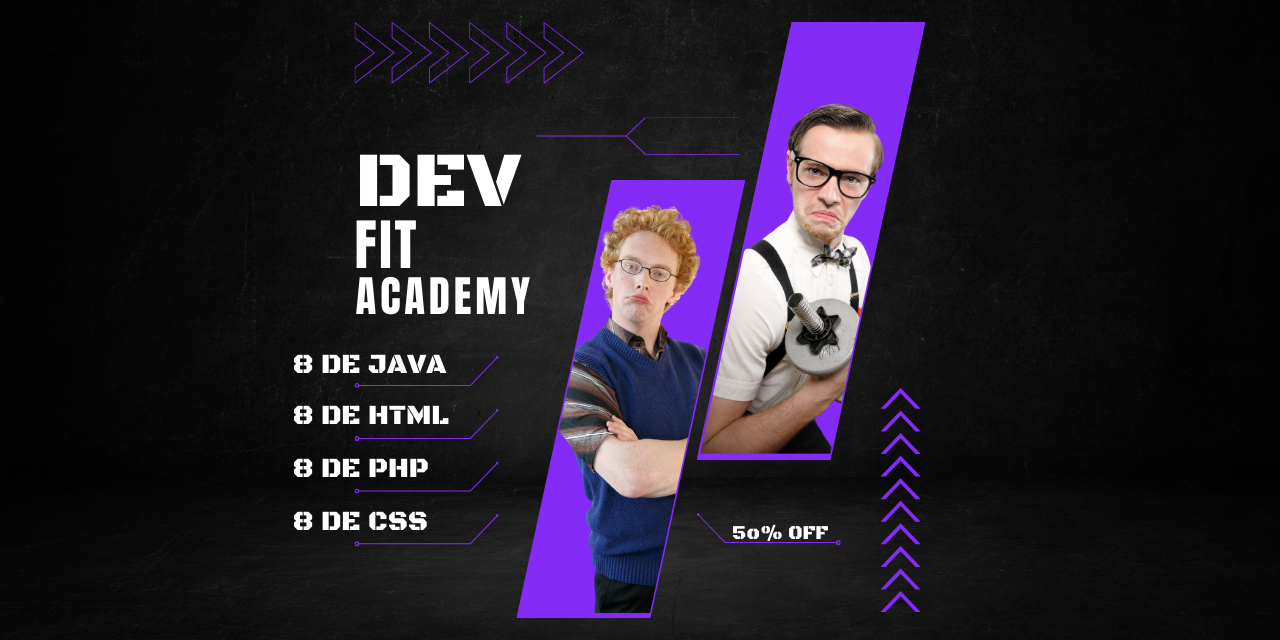 DEV
FIT
ACADEMY
8 DE JAVA
8 DE HTML
8 DE PHP
8 DE CSS
50% OFF